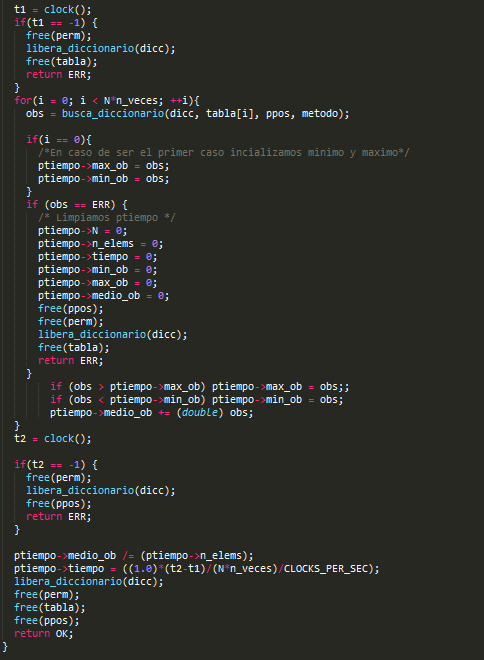 t1 = clock();
if(t1 == -1) {
free(perm);
libera_diccionario(dicc);
free(tabla);
return ERR;
}
for(i = 0; i < N*n_veces; ++i){
obs = busca_diccionario(dicc, tabla[i], ppos, metodo);
if(i == 0){
/*En caso de ser el primer caso incializamos minimo y maximo*/
ptiempo->max_ob = obs;
ptiempo->min_ob = obs;
}
if (obs == ERR) {
/* Limpiamos ptiempo */
ptiempo->N = 0;
ptiempo->n_elems = 0;
ptiempo->tiempo = 0;
ptiempo->min_ob = 0;
ptiempo->max_ob = 0;
ptiempo->medio_ob = 0;
free(ppos);
free(perm);
libera_diccionario(dicc);
free(tabla);
return ERR;
}
if (obs > ptiempo->max_ob) ptiempo->max_ob = obs;;
if (obs < ptiempo->min_ob) ptiempo->min_ob = obs;
ptiempo->medio_ob += (double) obs;
}
t2 = clock();
if(t2 == -1) {
free(perm);
libera_diccionario(dicc);
free(ppos);
return ERR;
}
ptiempo->medio_ob /= (ptiempo->n_elems);
ptiempo->tiempo = ((1.0)*(t2-t1)/(N*n_veces)/CLOCKS_PER_SEC);
libera_diccionario(dicc);
free(perm);
free(tabla);
free(ppos);
return OK;
}